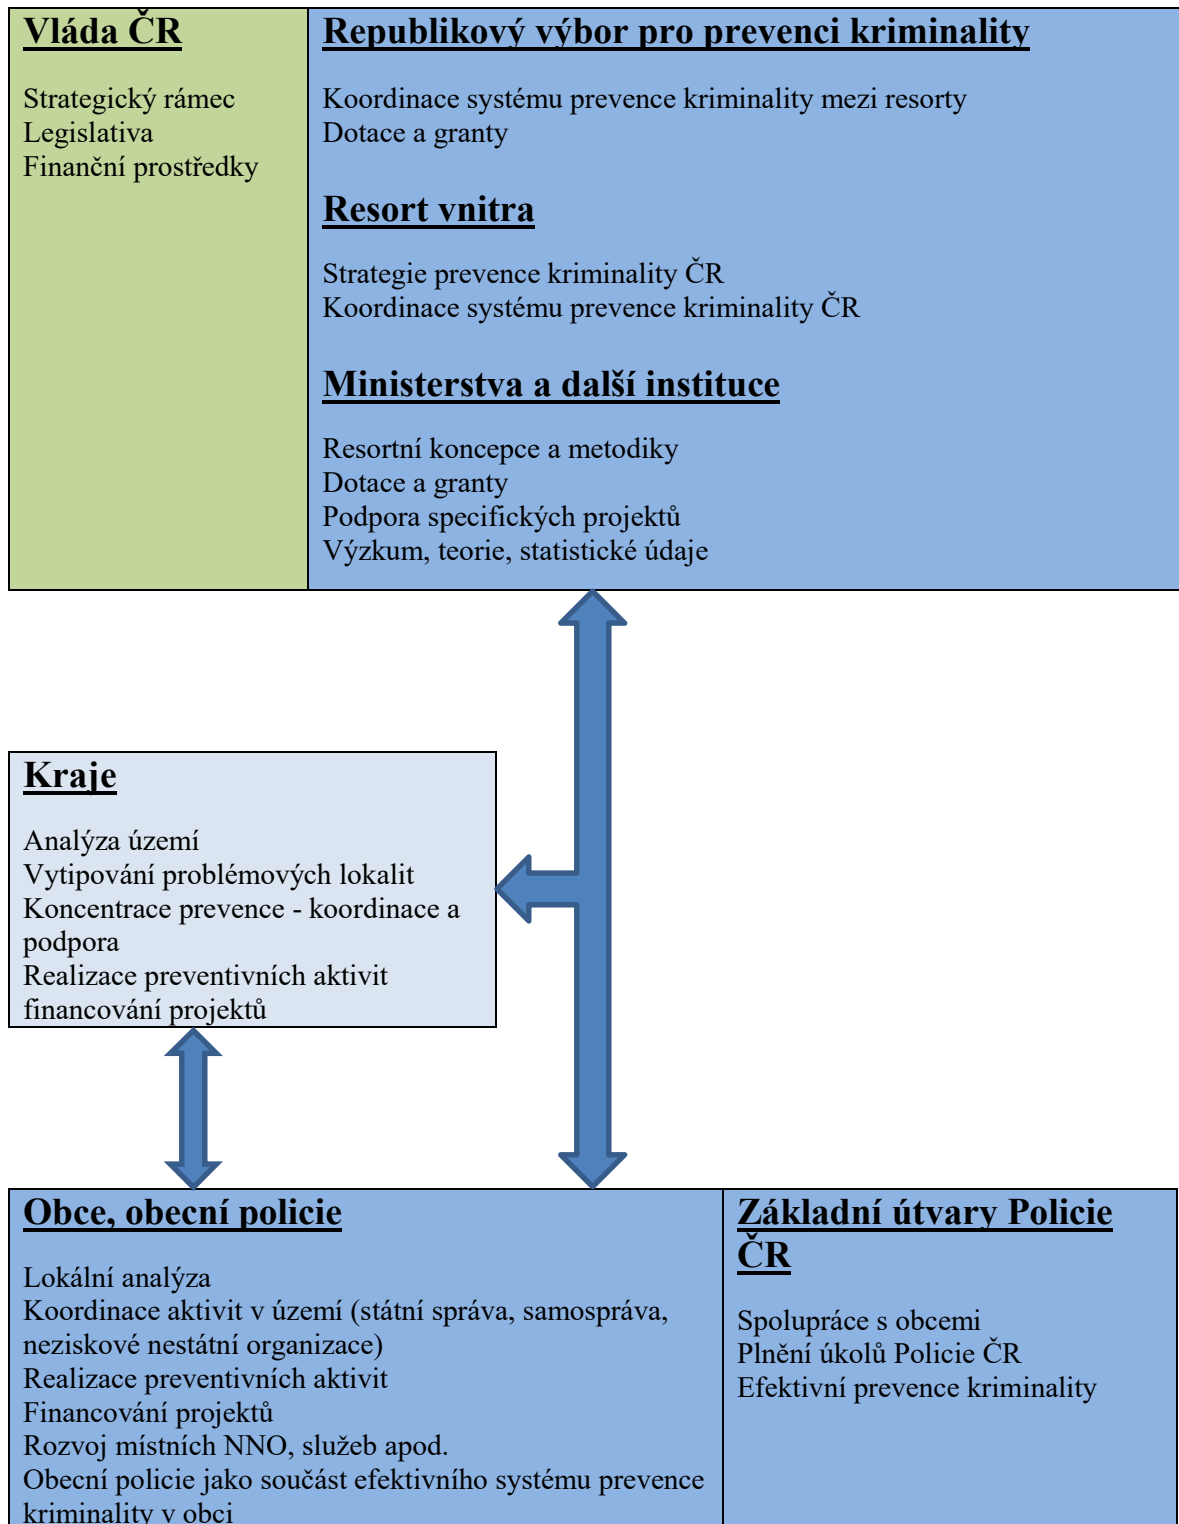 Vláda ČR
Strategický rámec
Legislativa
Finanční prostředky
Republikový výbor pro prevenci kriminality
Koordinace systému prevence kriminality mezi resorty
Dotace a granty
Resort vnitra
Strategie prevence kriminality ČR
Koordinace systému prevence kriminality ČR
Ministerstva a další instituce
Resortní koncepce a metodiky
Dotace a granty
Podpora specifických projektů
Výzkum, teorie, statistické údaje
Kraje
Analýza území
Vytipování problémových lokalit
Koncentrace prevence - koordinace a
podpora
Realizace preventivních aktivit
financování projektů
Obce, obecní policie
Lokální analýza
Koordinace aktivit v území (státní správa, samospráva,
neziskové nestátní organizace)
Realizace preventivních aktivit
Financování projektů
Rozvoj místních NNO, služeb apod.
Obecní policie jako součást efektivního systému prevence
kriminality v obci
Základní útvary Policie
ČR
Spolupráce s obcemi
Plnění úkolů Policie ČR
Efektivní prevence kriminality